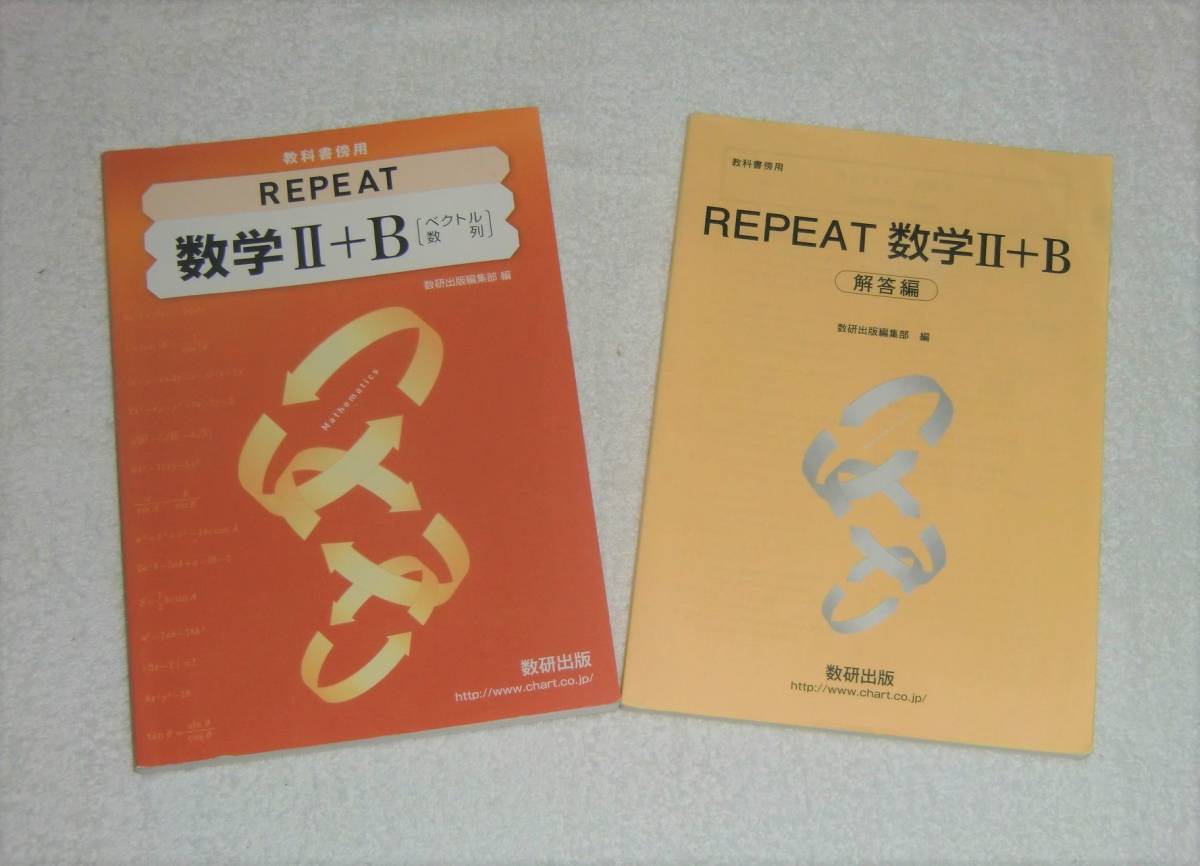 教科書傍用
REPEAT
数学Ⅱ+B
ベクトル
数 列
数研出版編集部 編
Mathematics
数研出版
http://www.chart.co.jp/
教科書傍用
REPEAT 数学Ⅱ+B
解答編
数研出版編集部 編
数研出版
http://www.chart.co.jp/